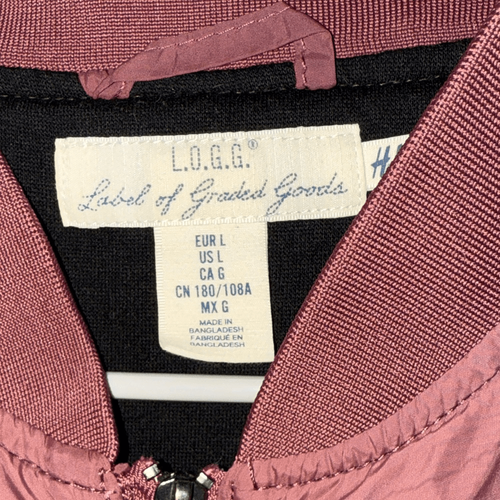 L.O.G.G.®
Label of Graded Goods
EUR L
US L
CA G
CN 180/108A
MX G
MADE IN
BANGLADESH
FABRIQUÉ EN
BANGLADESH